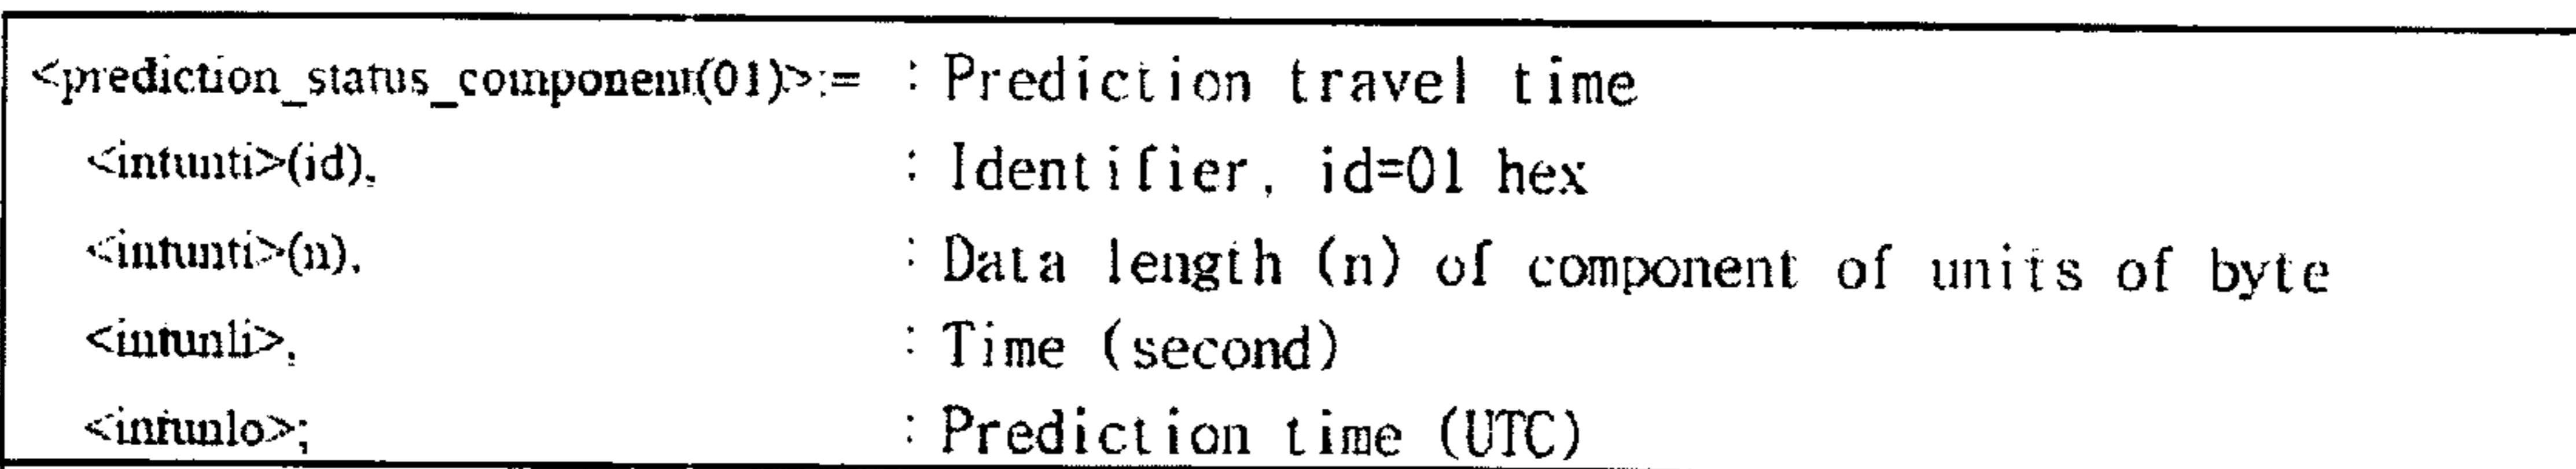 <prediction_status_component(01)>:= : Prediction travel time
<intunti>(id), : Identifier, id=01 hex
<intunti>(n), : Data length (n) of component of units of byte
<intunli>, : Time (second)
<intunlo>; : Prediction time (UTC)